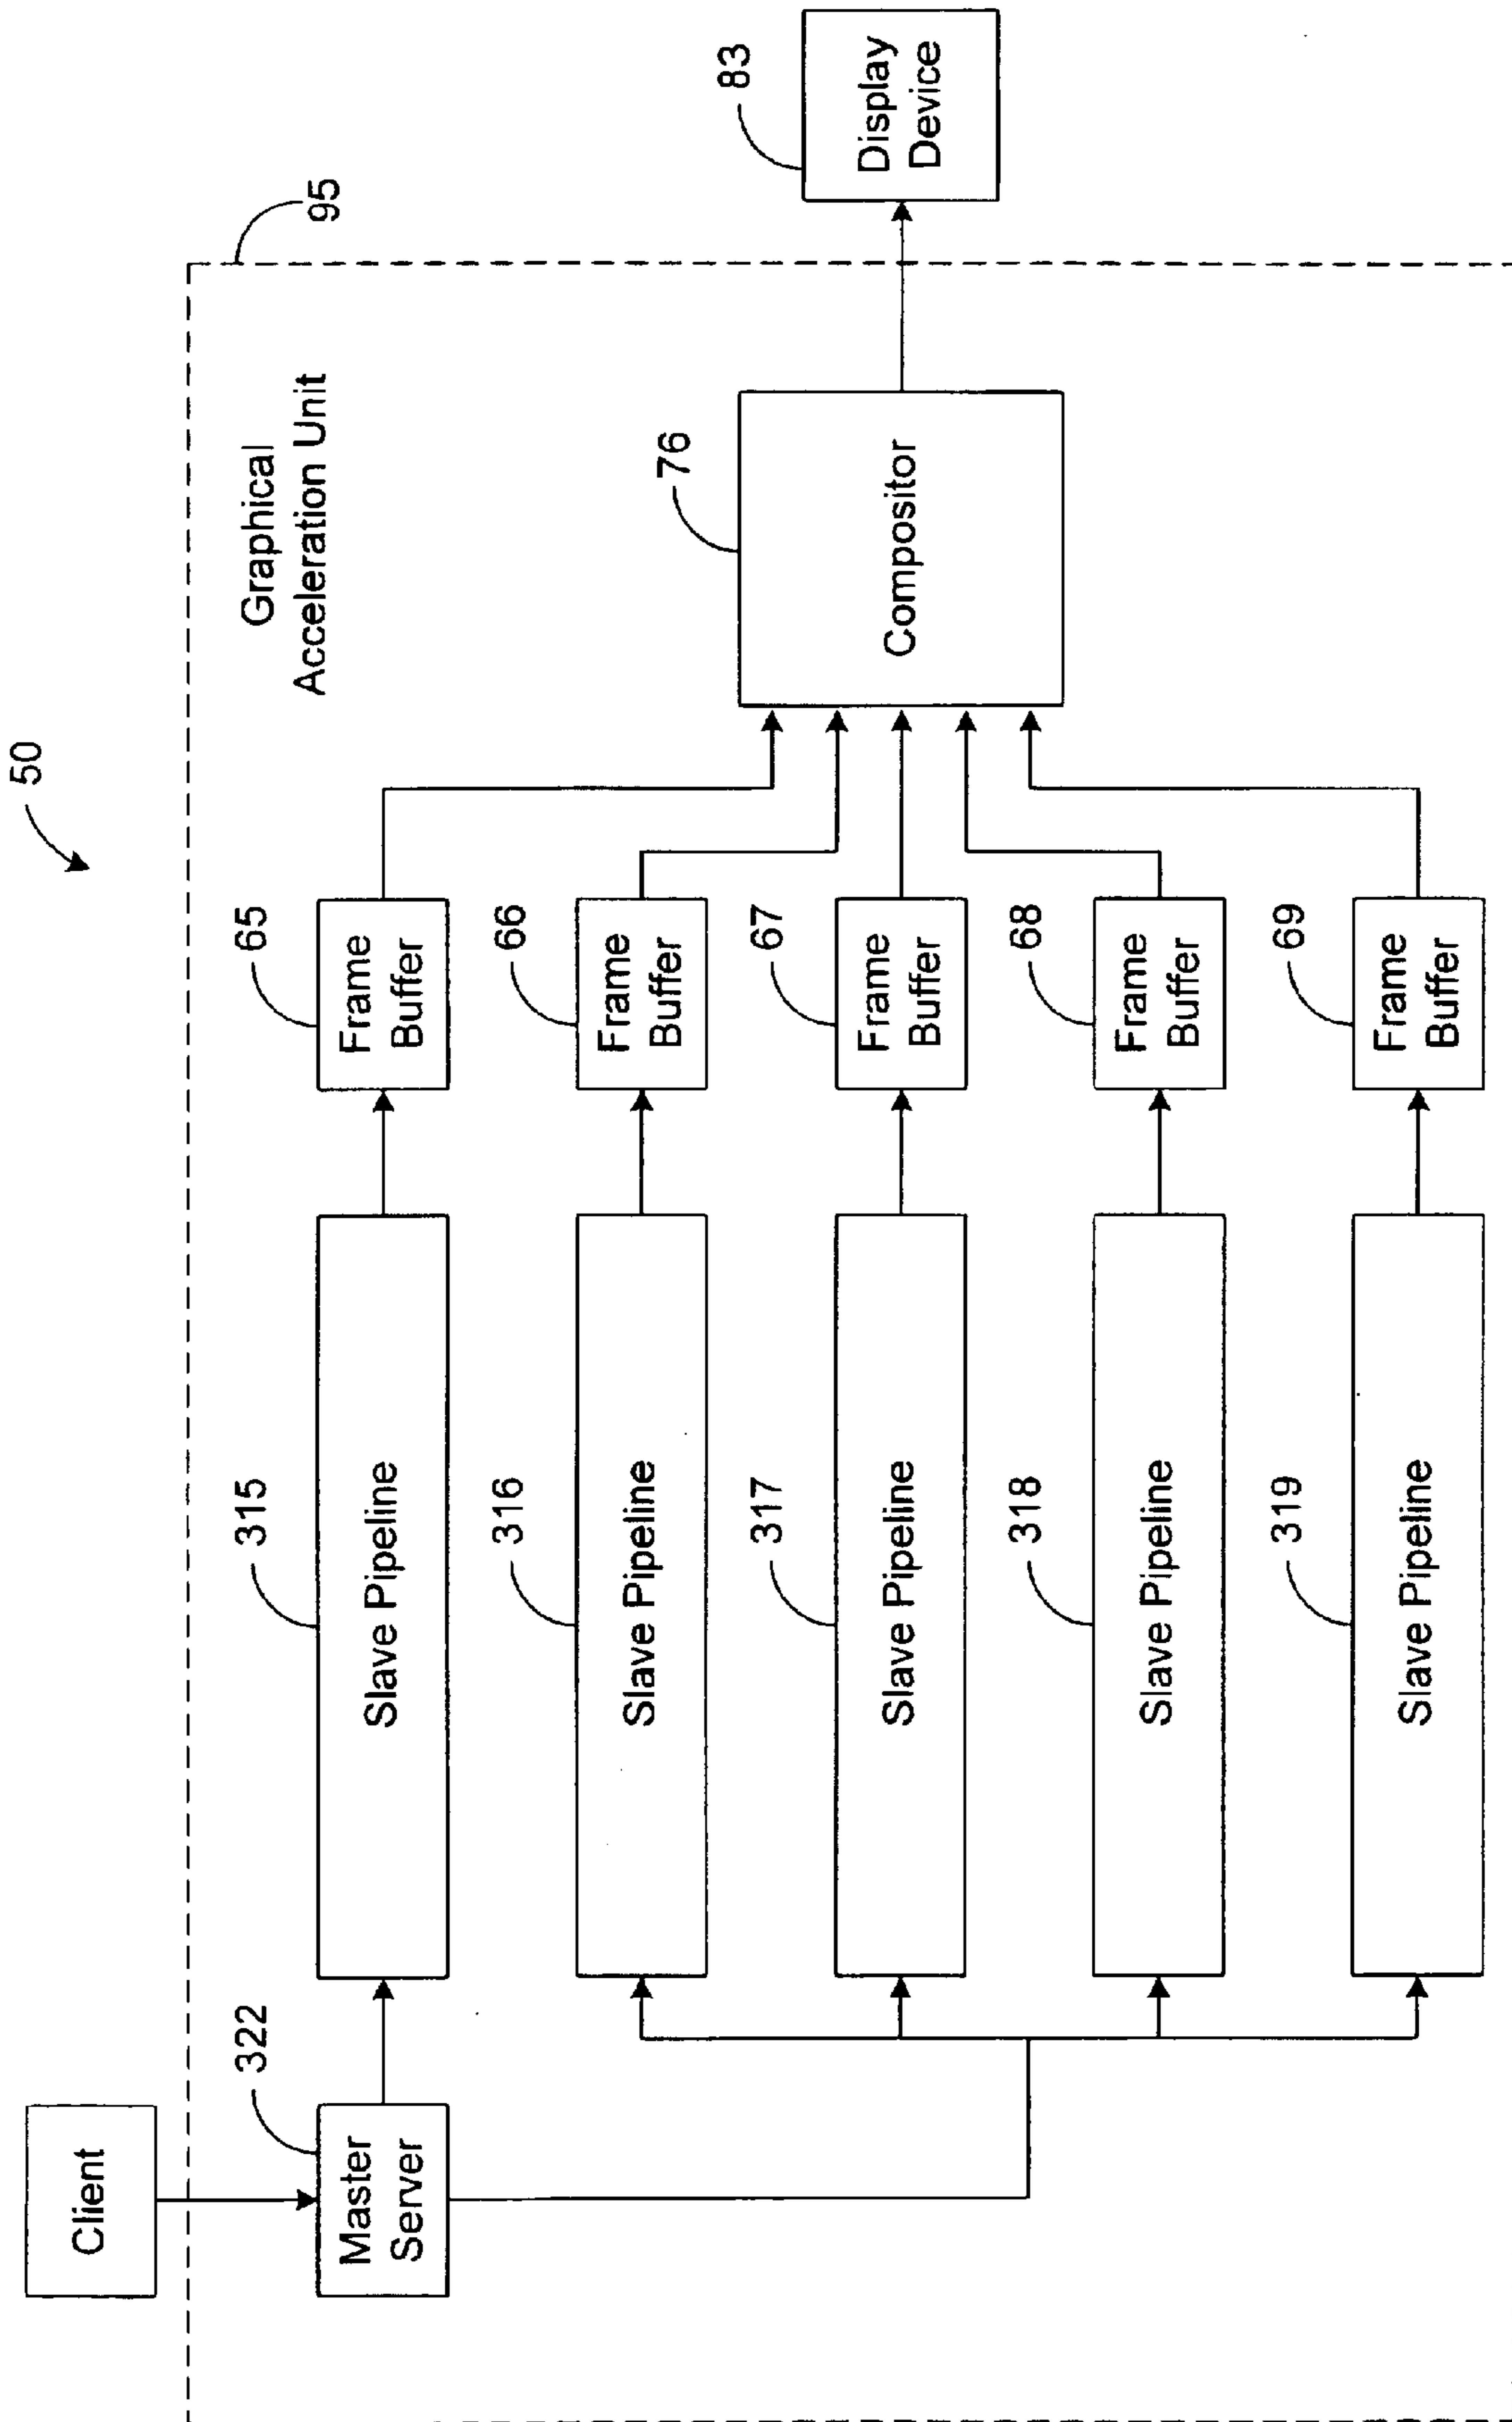 50
Client
95
Graphical
Acceleration Unit
322
Master
Server
315
Slave Pipeline
65
Frame
Buffer
316
Slave Pipeline
66
Frame
Buffer
317
Slave Pipeline
67
Frame
Buffer
318
Slave Pipeline
68
Frame
Buffer
319
Slave Pipeline
69
Frame
Buffer
76
Compositor
83
Display
Device